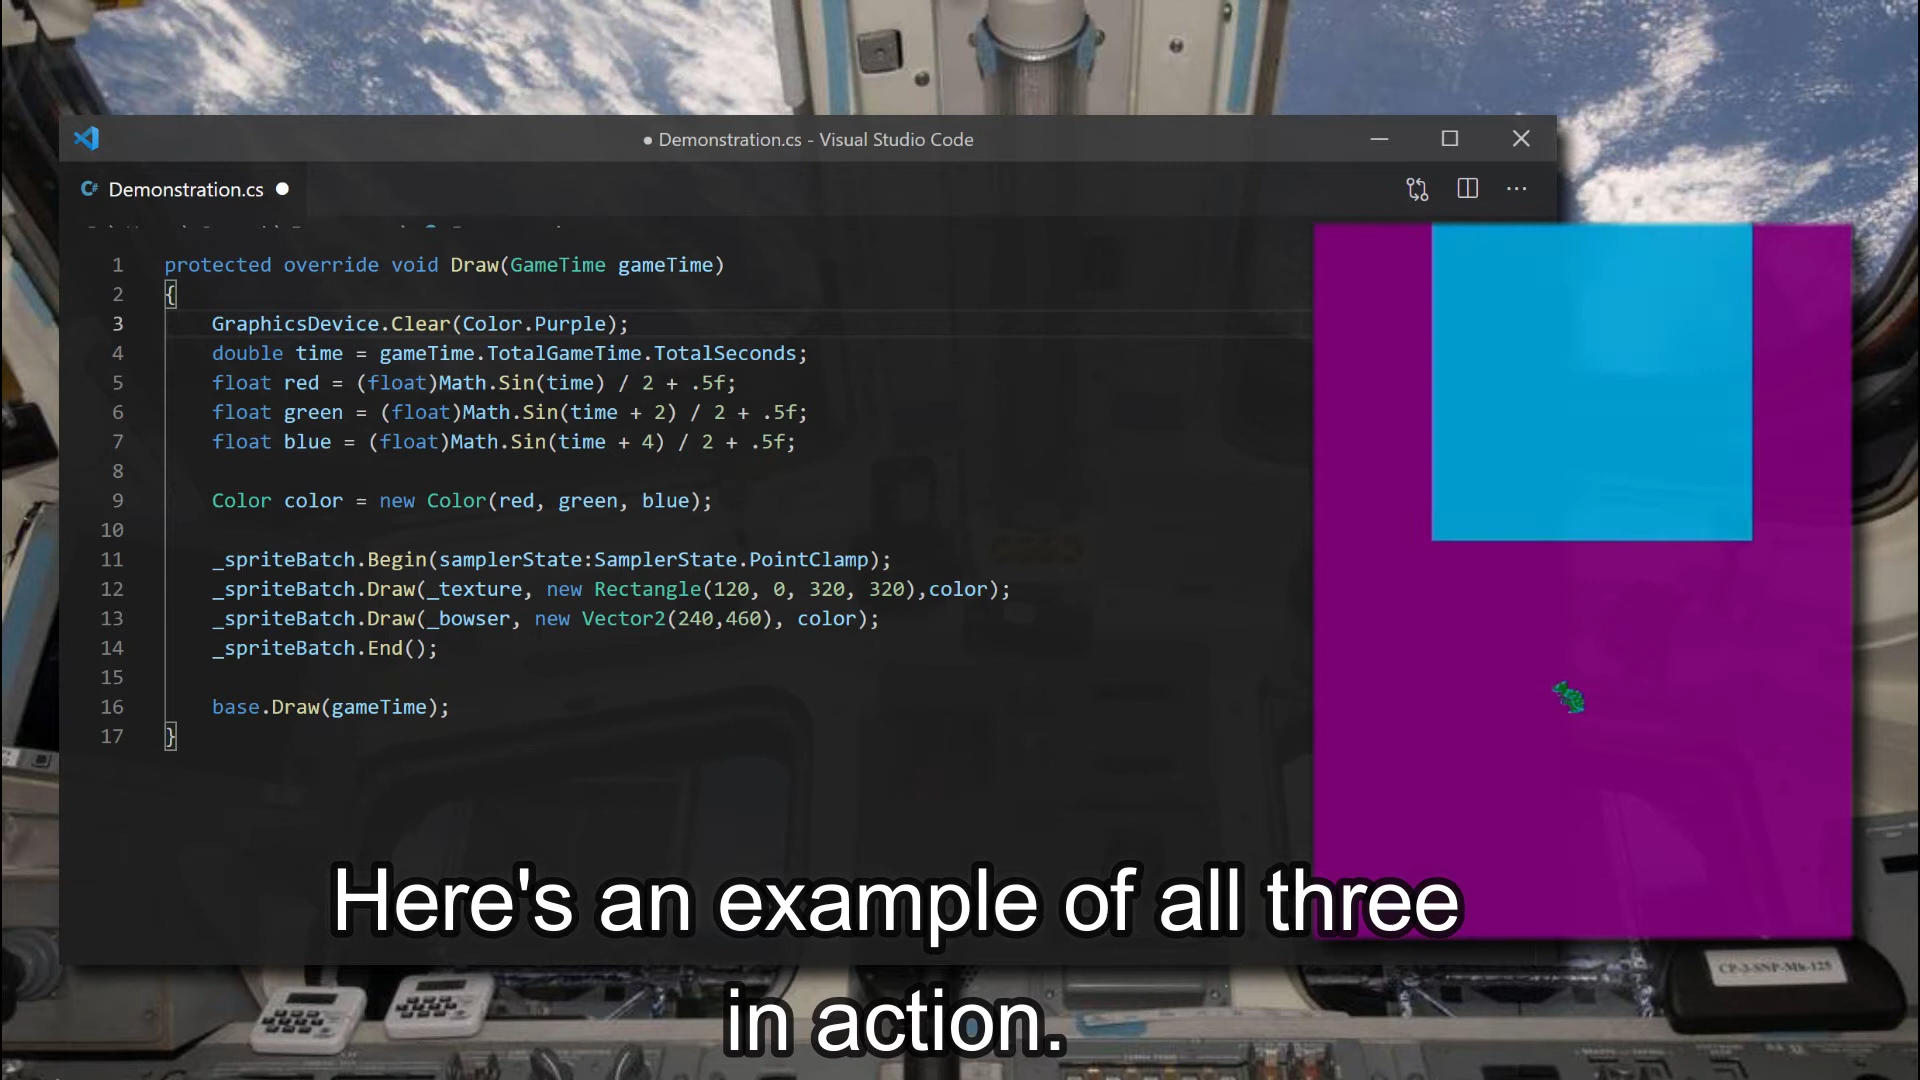 ● Demonstration.cs - Visual Studio Code
C# Demonstration.cs ●
1 protected override void Draw(GameTime gameTime)
2 {
3 GraphicsDevice.Clear(Color.Purple);
4 double time = gameTime.TotalGameTime.TotalSeconds;
5 float red = (float)Math.Sin(time) / 2 + .5f;
6 float green = (float)Math.Sin(time + 2) / 2 + .5f;
7 float blue = (float)Math.Sin(time + 4) / 2 + .5f;
8
9 Color color = new Color(red, green, blue);
10
11 _spriteBatch.Begin(samplerState:SamplerState.PointClamp);
12 _spriteBatch.Draw(_texture, new Rectangle(120, 0, 320, 320),color);
13 _spriteBatch.Draw(_bowser, new Vector2(240,460), color);
14 _spriteBatch.End();
15
16 base.Draw(gameTime);
17 }
Here's an example of all three
in action.